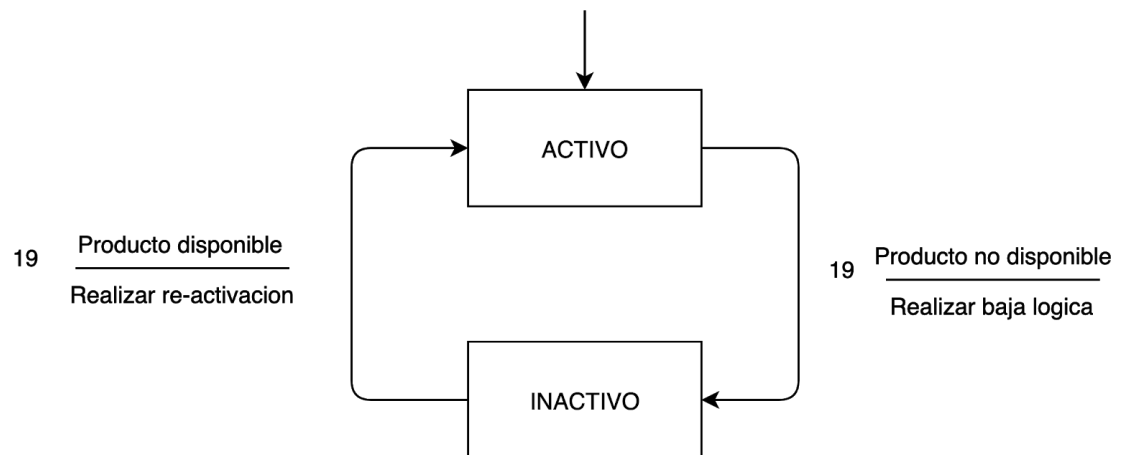 ACTIVO
19
Producto disponible
Realizar re-activacion
19
Producto no disponible
Realizar baja logica
INACTIVO